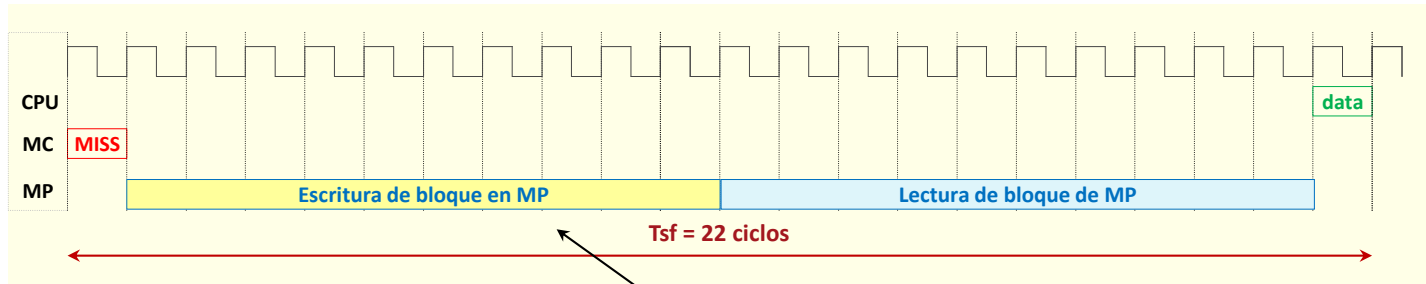 CPU
data
MC
MISS
MP
Escritura de bloque en MP
Lectura de bloque de MP
Tsf = 22 ciclos